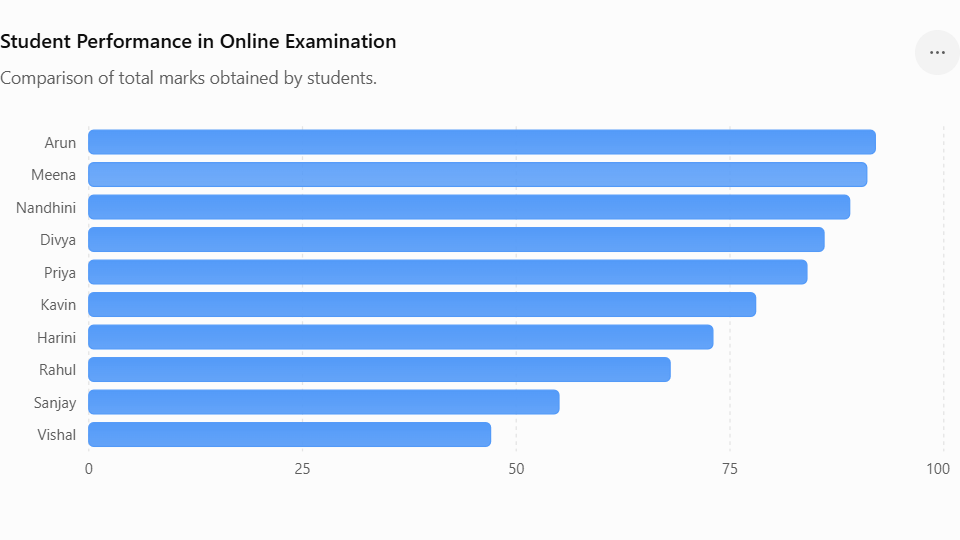 Student Performance in Online Examination
Comparison of total marks obtained by students.
Arun
Meena
Nandhini
Divya
Priya
Kavin
Harini
Rahul
Sanjay
Vishal
0 25 50 75 100